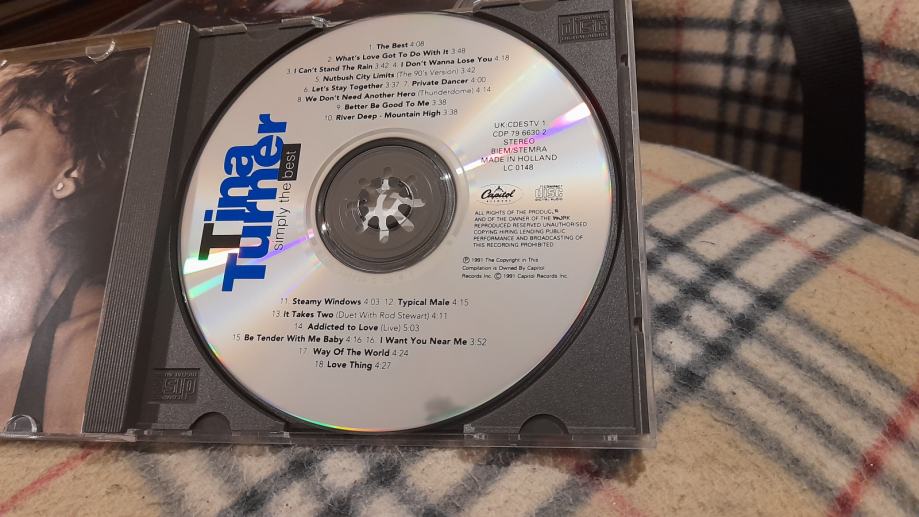 1. The Best 4:08
2. What's Love Got To Do With It 3:48
3. I Can't Stand The Rain 3:42 4. I Don't Wanna Lose You 4:18
5. Nutbush City Limits (The 90's Version) 3:42
6. Let's Stay Together 3:37 7. Private Dancer 4:00
8. We Don't Need Another Hero (Thunderdome) 4:14
9. Better Be Good To Me 3:38
10. River Deep - Mountain High 3:38
Tina
Turner
simply the best
UK:CDESTV 1
CDP 79 6630 2
STEREO
BIEM/STEMRA
MADE IN HOLLAND
LC 0148
Capitol
RECORDS
COMPACT
disc
DIGITAL AUDIO
ALL RIGHTS OF THE PRODUC,R
AND OF THE OWNER OF THE WORK
REPRODUCED RESERVED UNAUTHORISED
COPYING HIRING LENDING PUBLIC
PERFORMANCE AND BROADCASTING OF
THIS RECORDING PROHIBITED
℗ 1991 The Copyright in This
Compilation is Owned By Capitol
Records Inc. © 1991 Capitol Records Inc.
11. Steamy Windows 4:03 12. Typical Male 4:15
13. It Takes Two (Duet With Rod Stewart) 4:11
14. Addicted to Love (Live) 5:03
15. Be Tender With Me Baby 4:16 16. I Want You Near Me 3:52
17. Way Of The World 4:24
18. Love Thing 4:27
COMPACT
disc